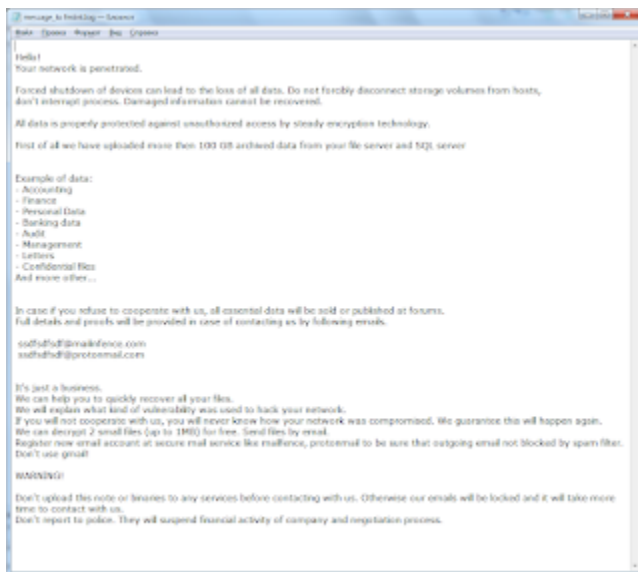 Файл Правка Формат Вид Справка
Hello!
Your network is penetrated.
Forced shutdown of devices can lead to the loss of all data. Do not forcibly disconnect storage volumes from hosts,
don't interrupt process. Damaged information cannot be recovered.
All data is properly protected against unauthorized access by steady encryption technology.
First of all we have uploaded more then 100 GB archived data from your file server and SQL server
Example of data:
- Accounting
- Finance
- Personal Data
- Banking data
- Audit
- Management
- Letters
- Confidential files
And more other...
In case if you refuse to cooperate with us, all essential data will be sold or published at forums.
Full details and proofs will be provided in case of contacting us by following emails.
ssdfsdfsdf@mailfence.com
ssdfsdfsdf@protonmail.com
It's just a business.
We can help you to quickly recover all your files.
We will explain what kind of vulnerability was used to hack your network.
If you will not cooperate with us, you will never know how your network was compromised. We guarantee this will happen again.
We can decrypt 2 small files (up to 1MB) for free. Send files by email.
Register new email account at secure mail service like mailfence, protonmail to be sure that outgoing email not blocked by spam filter.
Don't use gmail!
WARNING!
Don't upload this note or binaries to any services before contacting with us. Otherwise our emails will be locked and it will take more
time to contact with us.
Don't report to police. They will suspend financial activity of company and negotiation process.